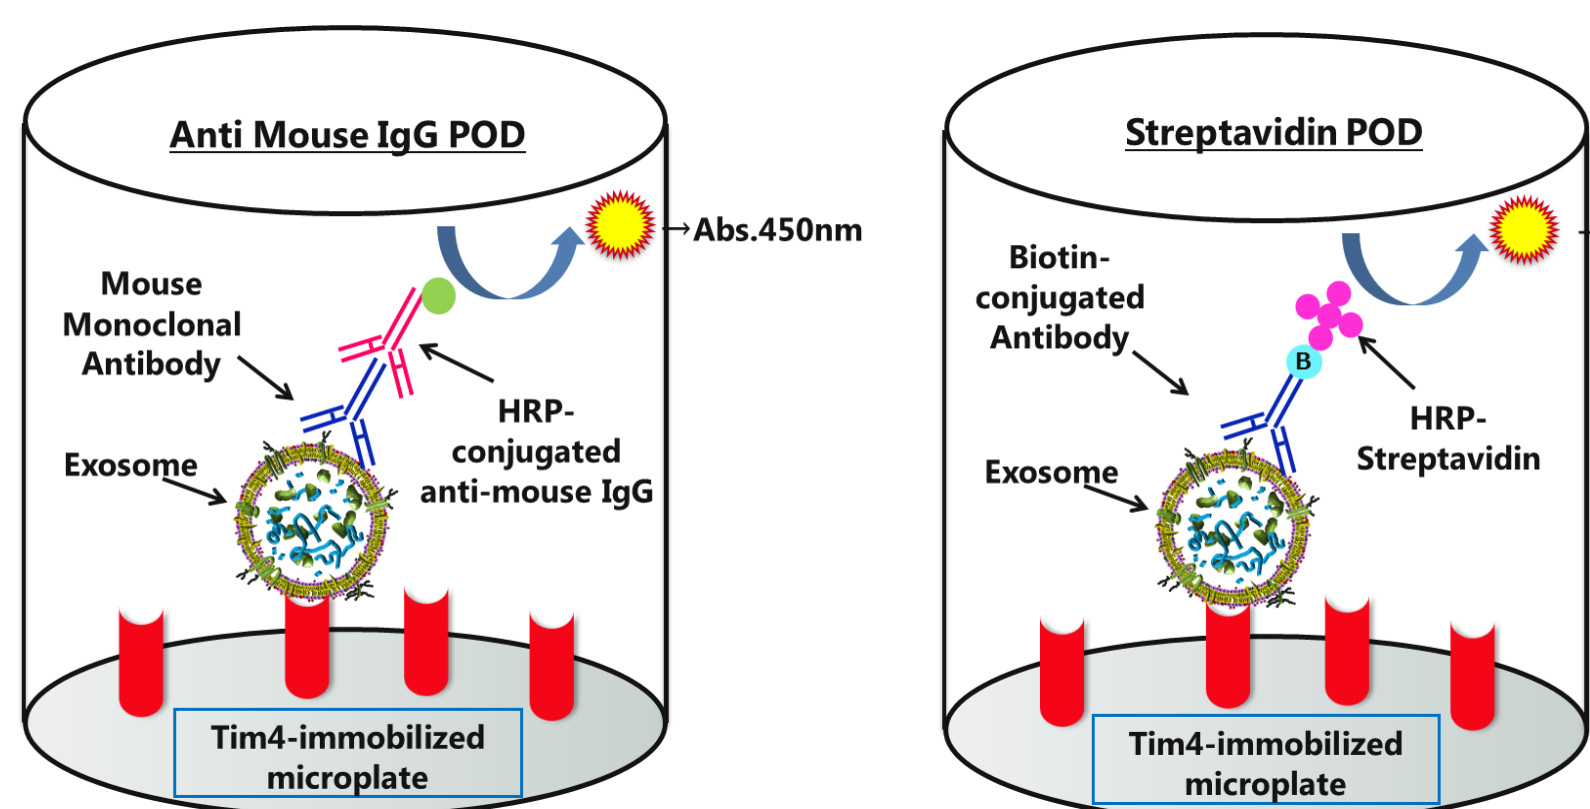 Anti Mouse IgG POD
→Abs.450nm
Mouse
Monoclonal
Antibody
HRP-
conjugated
anti-mouse IgG
Exosome
Tim4-immobilized
microplate
Streptavidin POD
Biotin-
conjugated
Antibody
B
HRP-
Streptavidin
Exosome
Tim4-immobilized
microplate